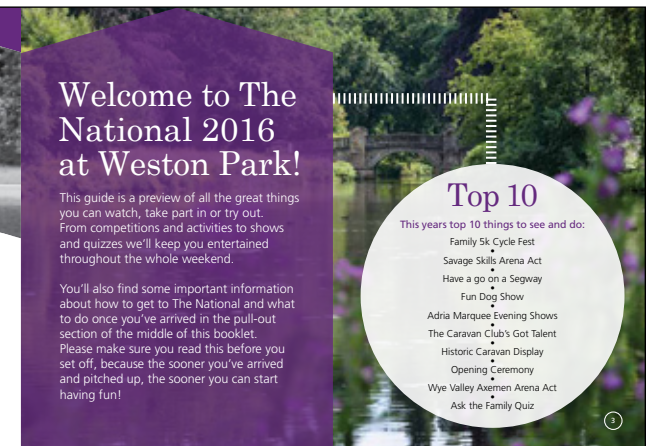 Welcome to The
National 2016
at Weston Park!
This guide is a preview of all the great things
you can watch, take part in or try out.
From competitions and activities to shows
and quizzes we’ll keep you entertained
throughout the whole weekend.
You’ll also find some important information
about how to get to The National and what
to do once you’ve arrived in the pull-out
section of the middle of this booklet.
Please make sure you read this before you
set off, because the sooner you’ve arrived
and pitched up, the sooner you can start
having fun!
Top 10
This years top 10 things to see and do:
Family 5k Cycle Fest
•
Savage Skills Arena Act
•
Have a go on a Segway
•
Fun Dog Show
•
Adria Marquee Evening Shows
•
The Caravan Club’s Got Talent
•
Historic Caravan Display
•
Opening Ceremony
•
Wye Valley Axemen Arena Act
•
Ask the Family Quiz
3